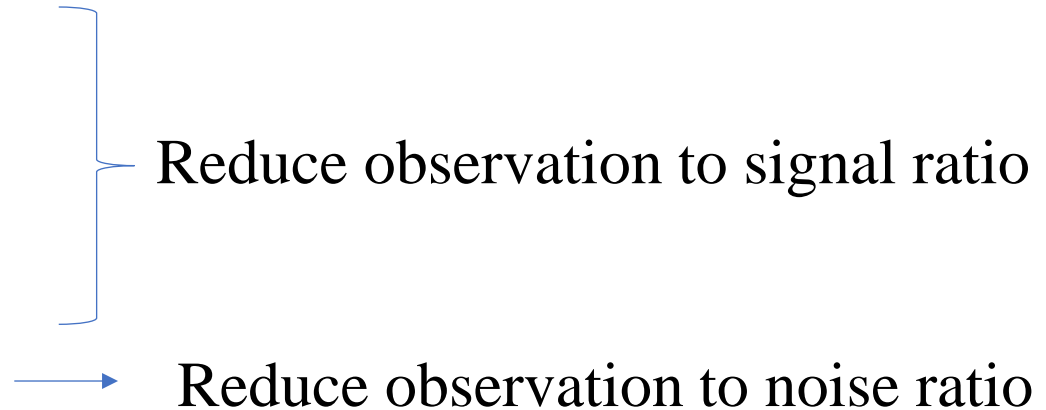 Reduce observation to signal ratio
Reduce observation to noise ratio